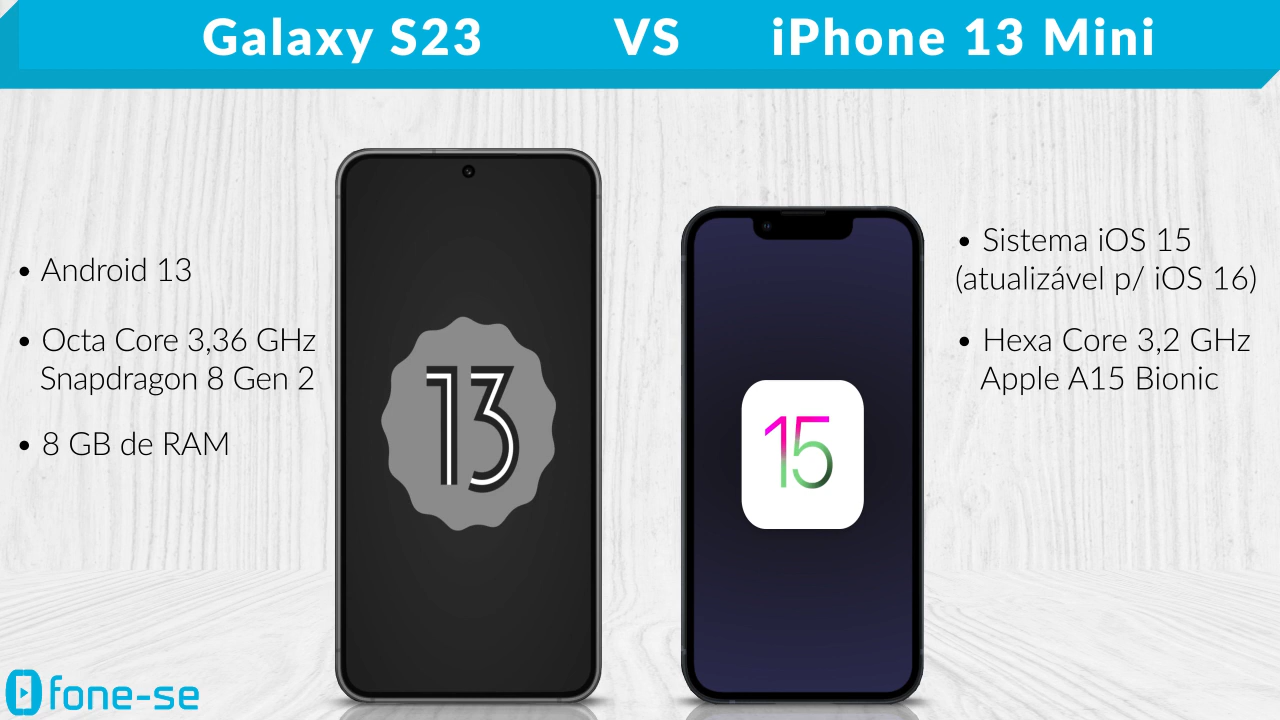 Galaxy S23 VS iPhone 13 Mini
• Android 13
• Octa Core 3,36 GHz
Snapdragon 8 Gen 2
• 8 GB de RAM
13
15
• Sistema iOS 15
(atualizável p/ iOS 16)
• Hexa Core 3,2 GHz
Apple A15 Bionic
fone-se